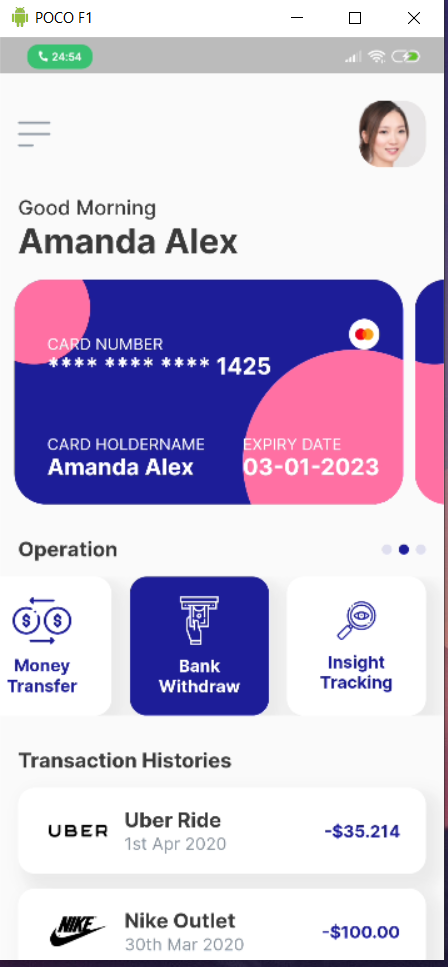 POCO F1
24:54
Good Morning
Amanda Alex
CARD NUMBER
**** **** **** 1425
CARD HOLDERNAME
Amanda Alex
EXPIRY DATE
03-01-2023
Operation
Money
Transfer
Bank
Withdraw
Insight
Tracking
Transaction Histories
UBER
Uber Ride
1st Apr 2020
-$35.214
NIKE
Nike Outlet
30th Mar 2020
-$100.00